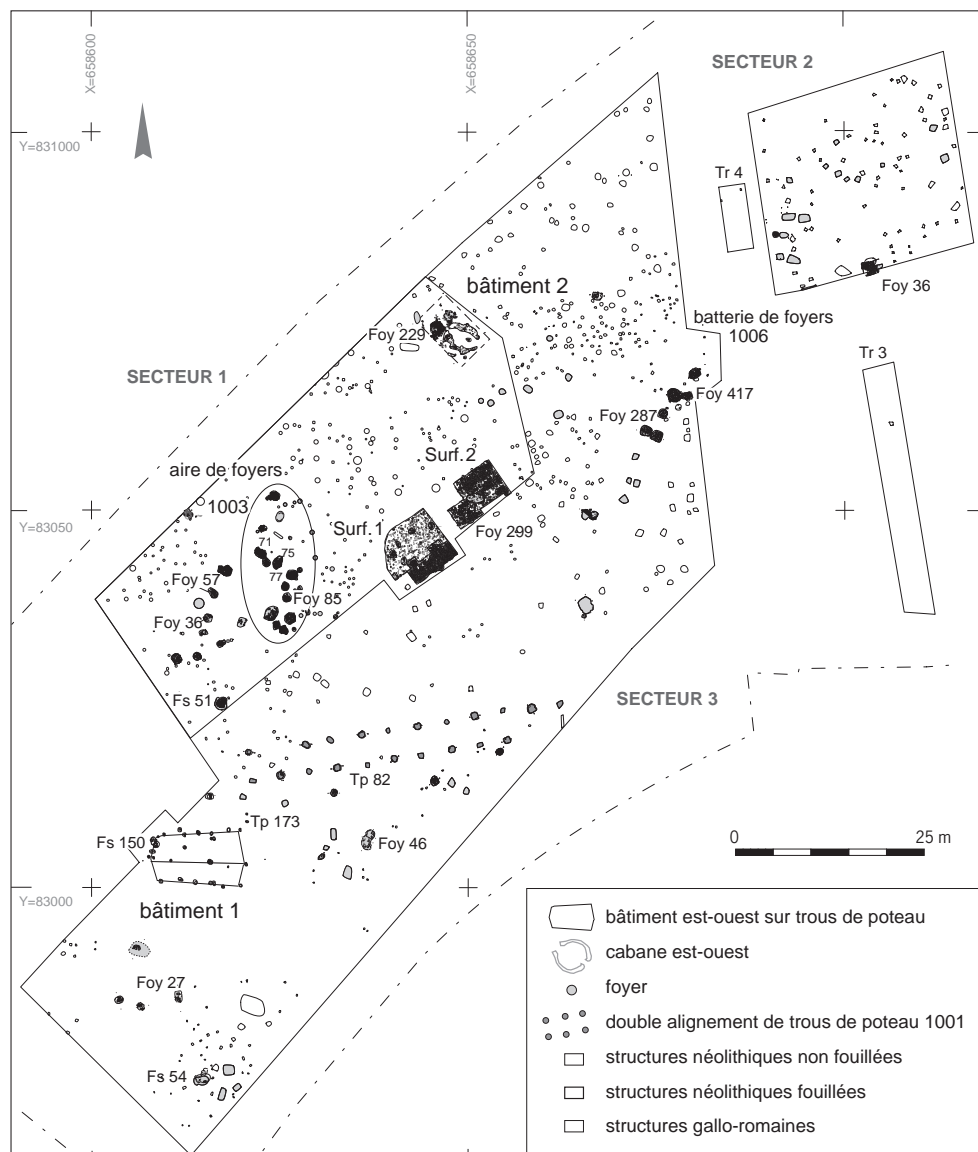 X=658600
X=658650
SECTEUR 2
Y=831000
Tr 4
Foy 36
bâtiment 2
batterie de foyers
1006
Foy 229
Tr 3
SECTEUR 1
Foy 417
Foy 287
Surf.2
aire de foyers
1003
Surf.1
Y=83050
Foy 299
71
75
77
Foy 57
Foy 85
Foy 36
Fs 51
SECTEUR 3
Tp 82
Tp 173
Fs 150
Foy 46
0 25 m
Y=83000
bâtiment 1
bâtiment est-ouest sur trous de poteau
cabane est-ouest
Foy 27
foyer
double alignement de trous de poteau 1001
structures néolithiques non fouillées
Fs 54
structures néolithiques fouillées
structures gallo-romaines